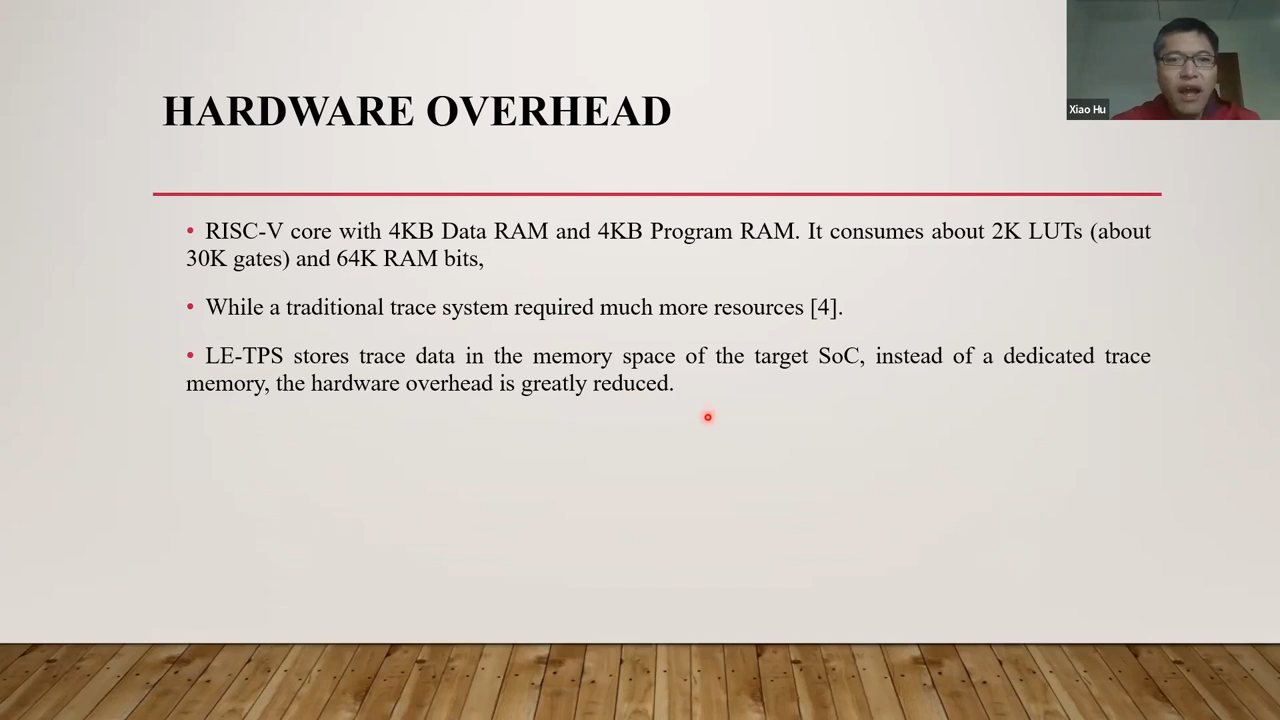 Xiao Hu
HARDWARE OVERHEAD
• RISC-V core with 4KB Data RAM and 4KB Program RAM. It consumes about 2K LUTs (about
30K gates) and 64K RAM bits,
• While a traditional trace system required much more resources [4].
• LE-TPS stores trace data in the memory space of the target SoC, instead of a dedicated trace
memory, the hardware overhead is greatly reduced.